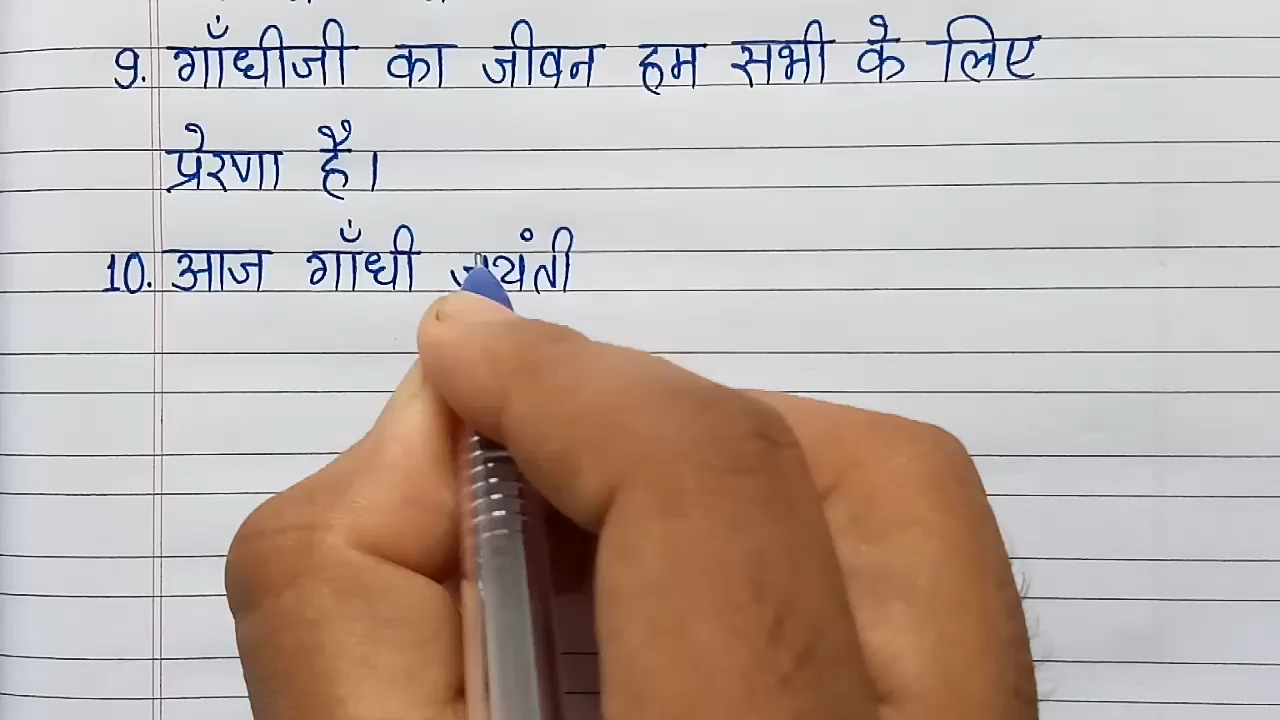 9. गाँधीजी का जीवन हम सभी के लिए
प्रेरणा है।
10. आज गाँधी जयंती